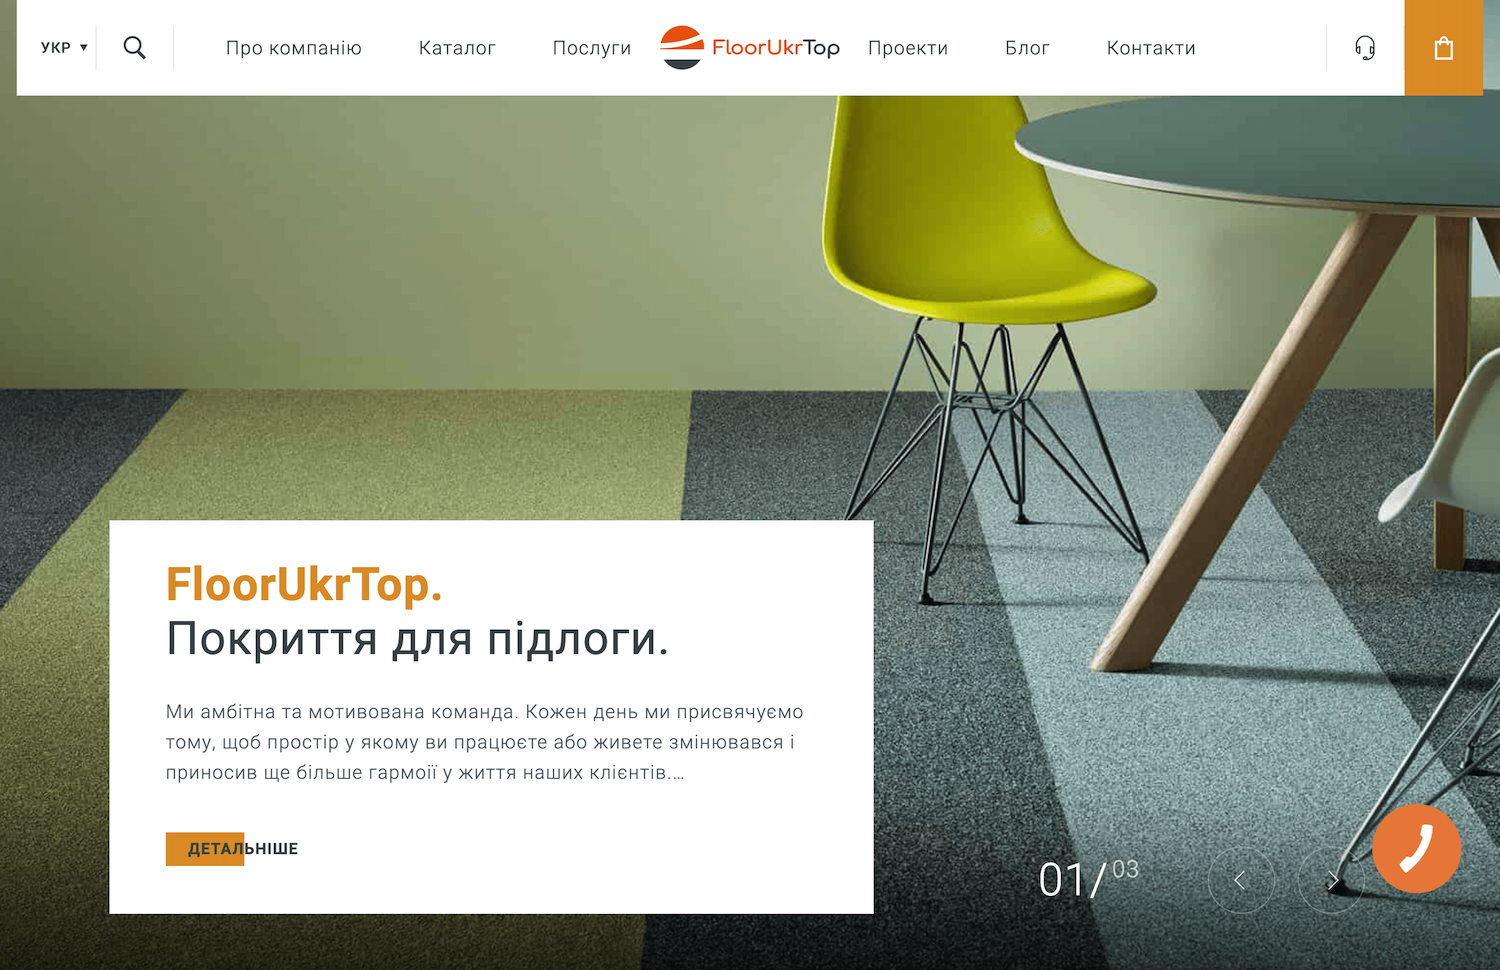 УКР
Про компанію
Каталог
Послуги
FloorUkrTop
Проекти
Блог
Контакти
FloorUkrTop.
Покриття для підлоги.
Ми амбітна та мотивована команда. Кожен день ми присвячуємо
тому, щоб простір у якому ви працюєте або живете змінювався і
приносив ще більше гармоії у життя наших клієнтів....
ДЕТАЛЬНІШЕ
01/03